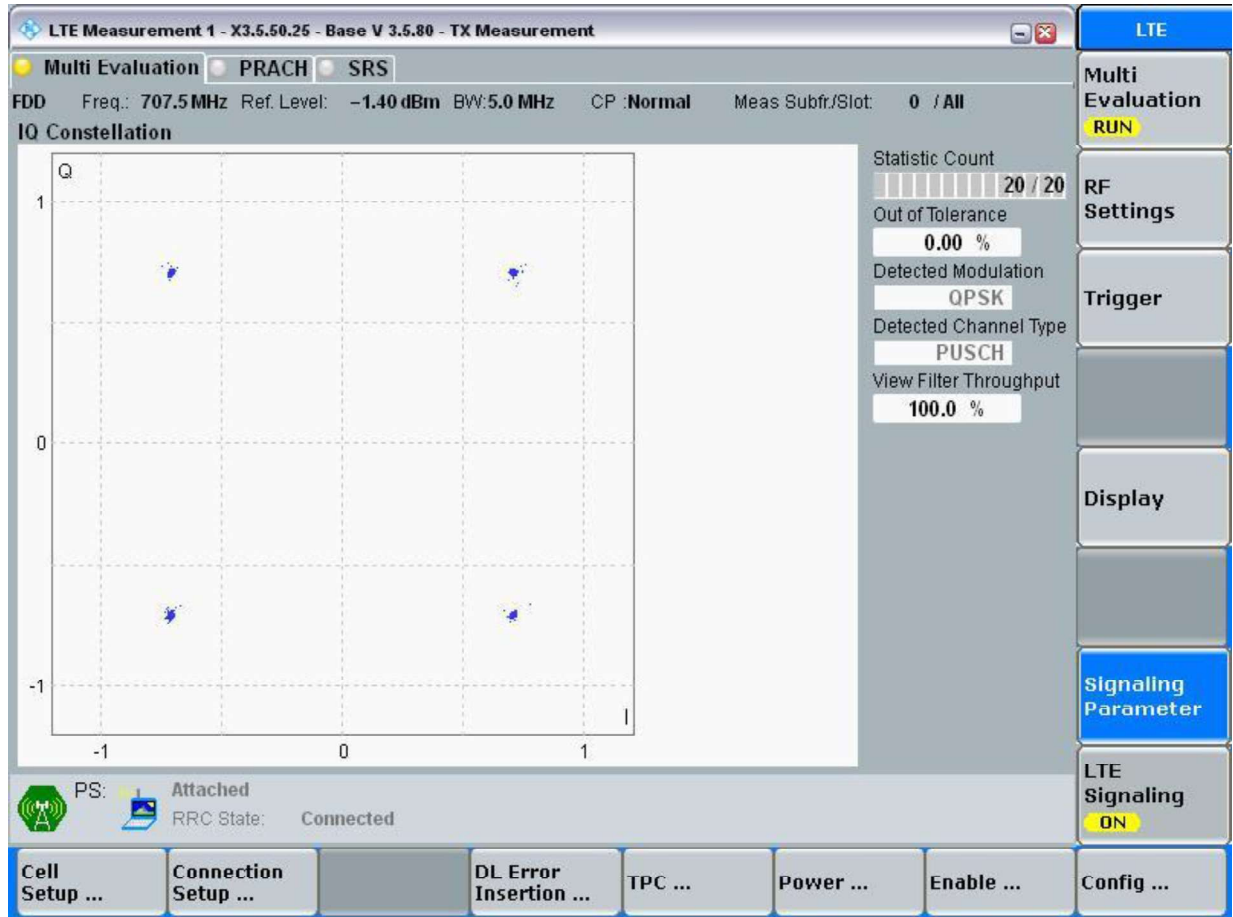 LTE Measurement 1 - X3.5.50.25 - Base V 3.5.80 - TX Measurement
LTE
Multi Evaluation PRACH SRS
FDD Freq.: 707.5 MHz Ref. Level: −1.40 dBm BW: 5.0 MHz CP :Normal Meas Subfr./Slot: 0 / All
IQ Constellation
Q
1
0
-1
-1 0 1
I
Statistic Count
20 / 20
Out of Tolerance
0.00 %
Detected Modulation
QPSK
Detected Channel Type
PUSCH
View Filter Throughput
100.0 %
Multi
Evaluation
RUN
RF
Settings
Trigger
Display
Signaling
Parameter
LTE
Signaling
ON
PS: Attached
RRC State: Connected
Cell
Setup ...
Connection
Setup ...
DL Error
Insertion ...
TPC ...
Power ...
Enable ...
Config ...